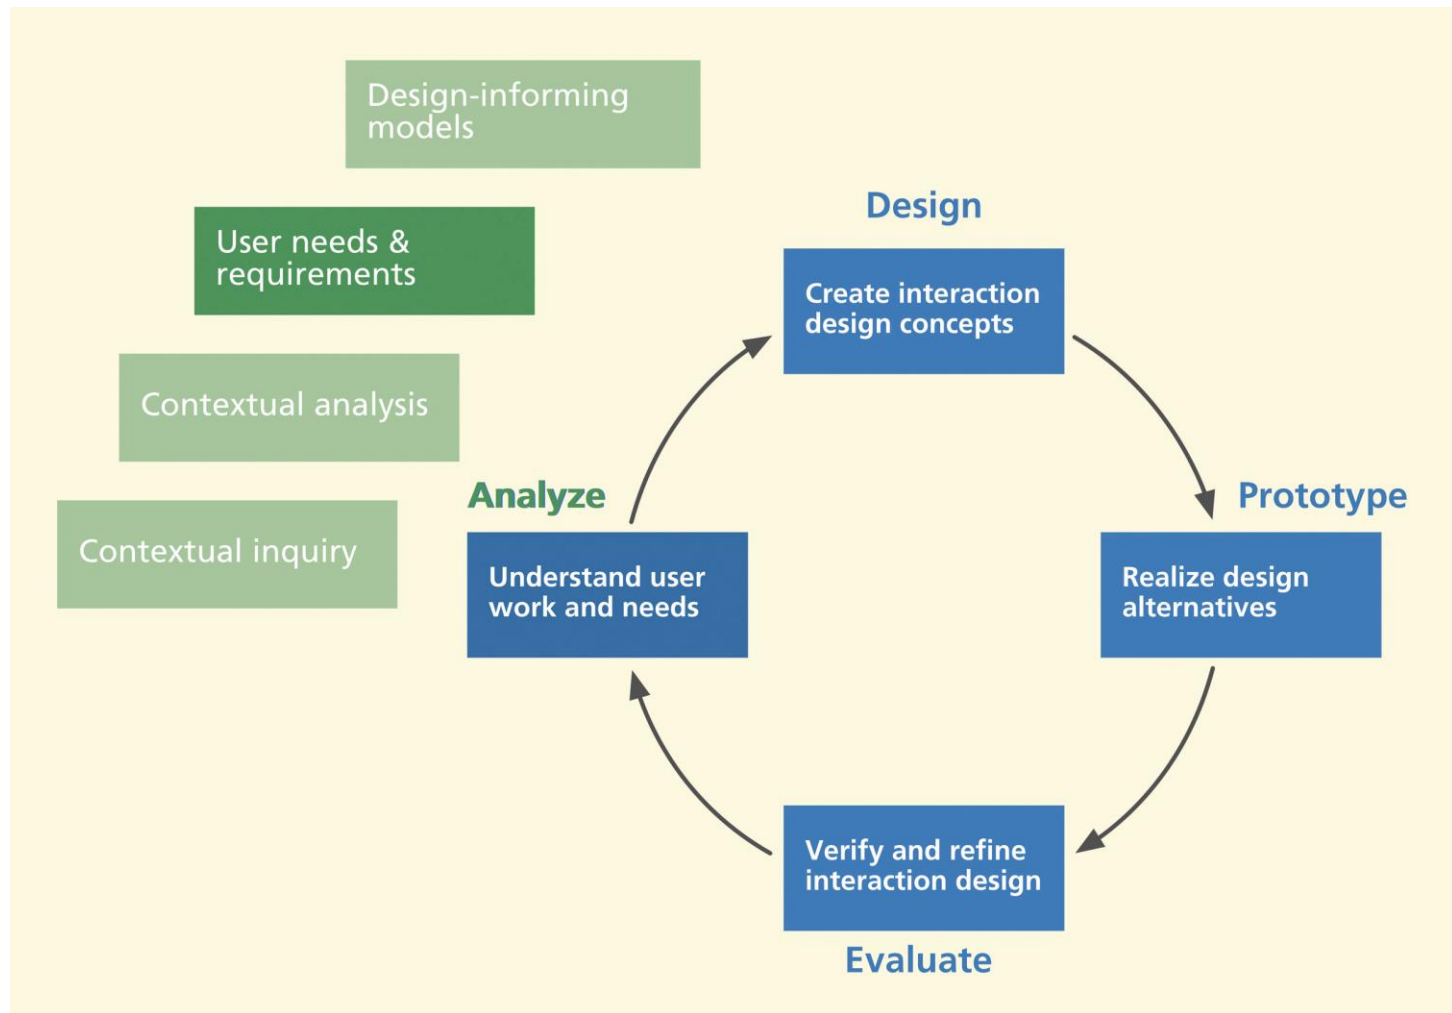 Design-informing
models
User needs &
requirements
Contextual analysis
Contextual inquiry
Analyze
Understand user
work and needs
Design
Create interaction
design concepts
Prototype
Realize design
alternatives
Verify and refine
interaction design
Evaluate